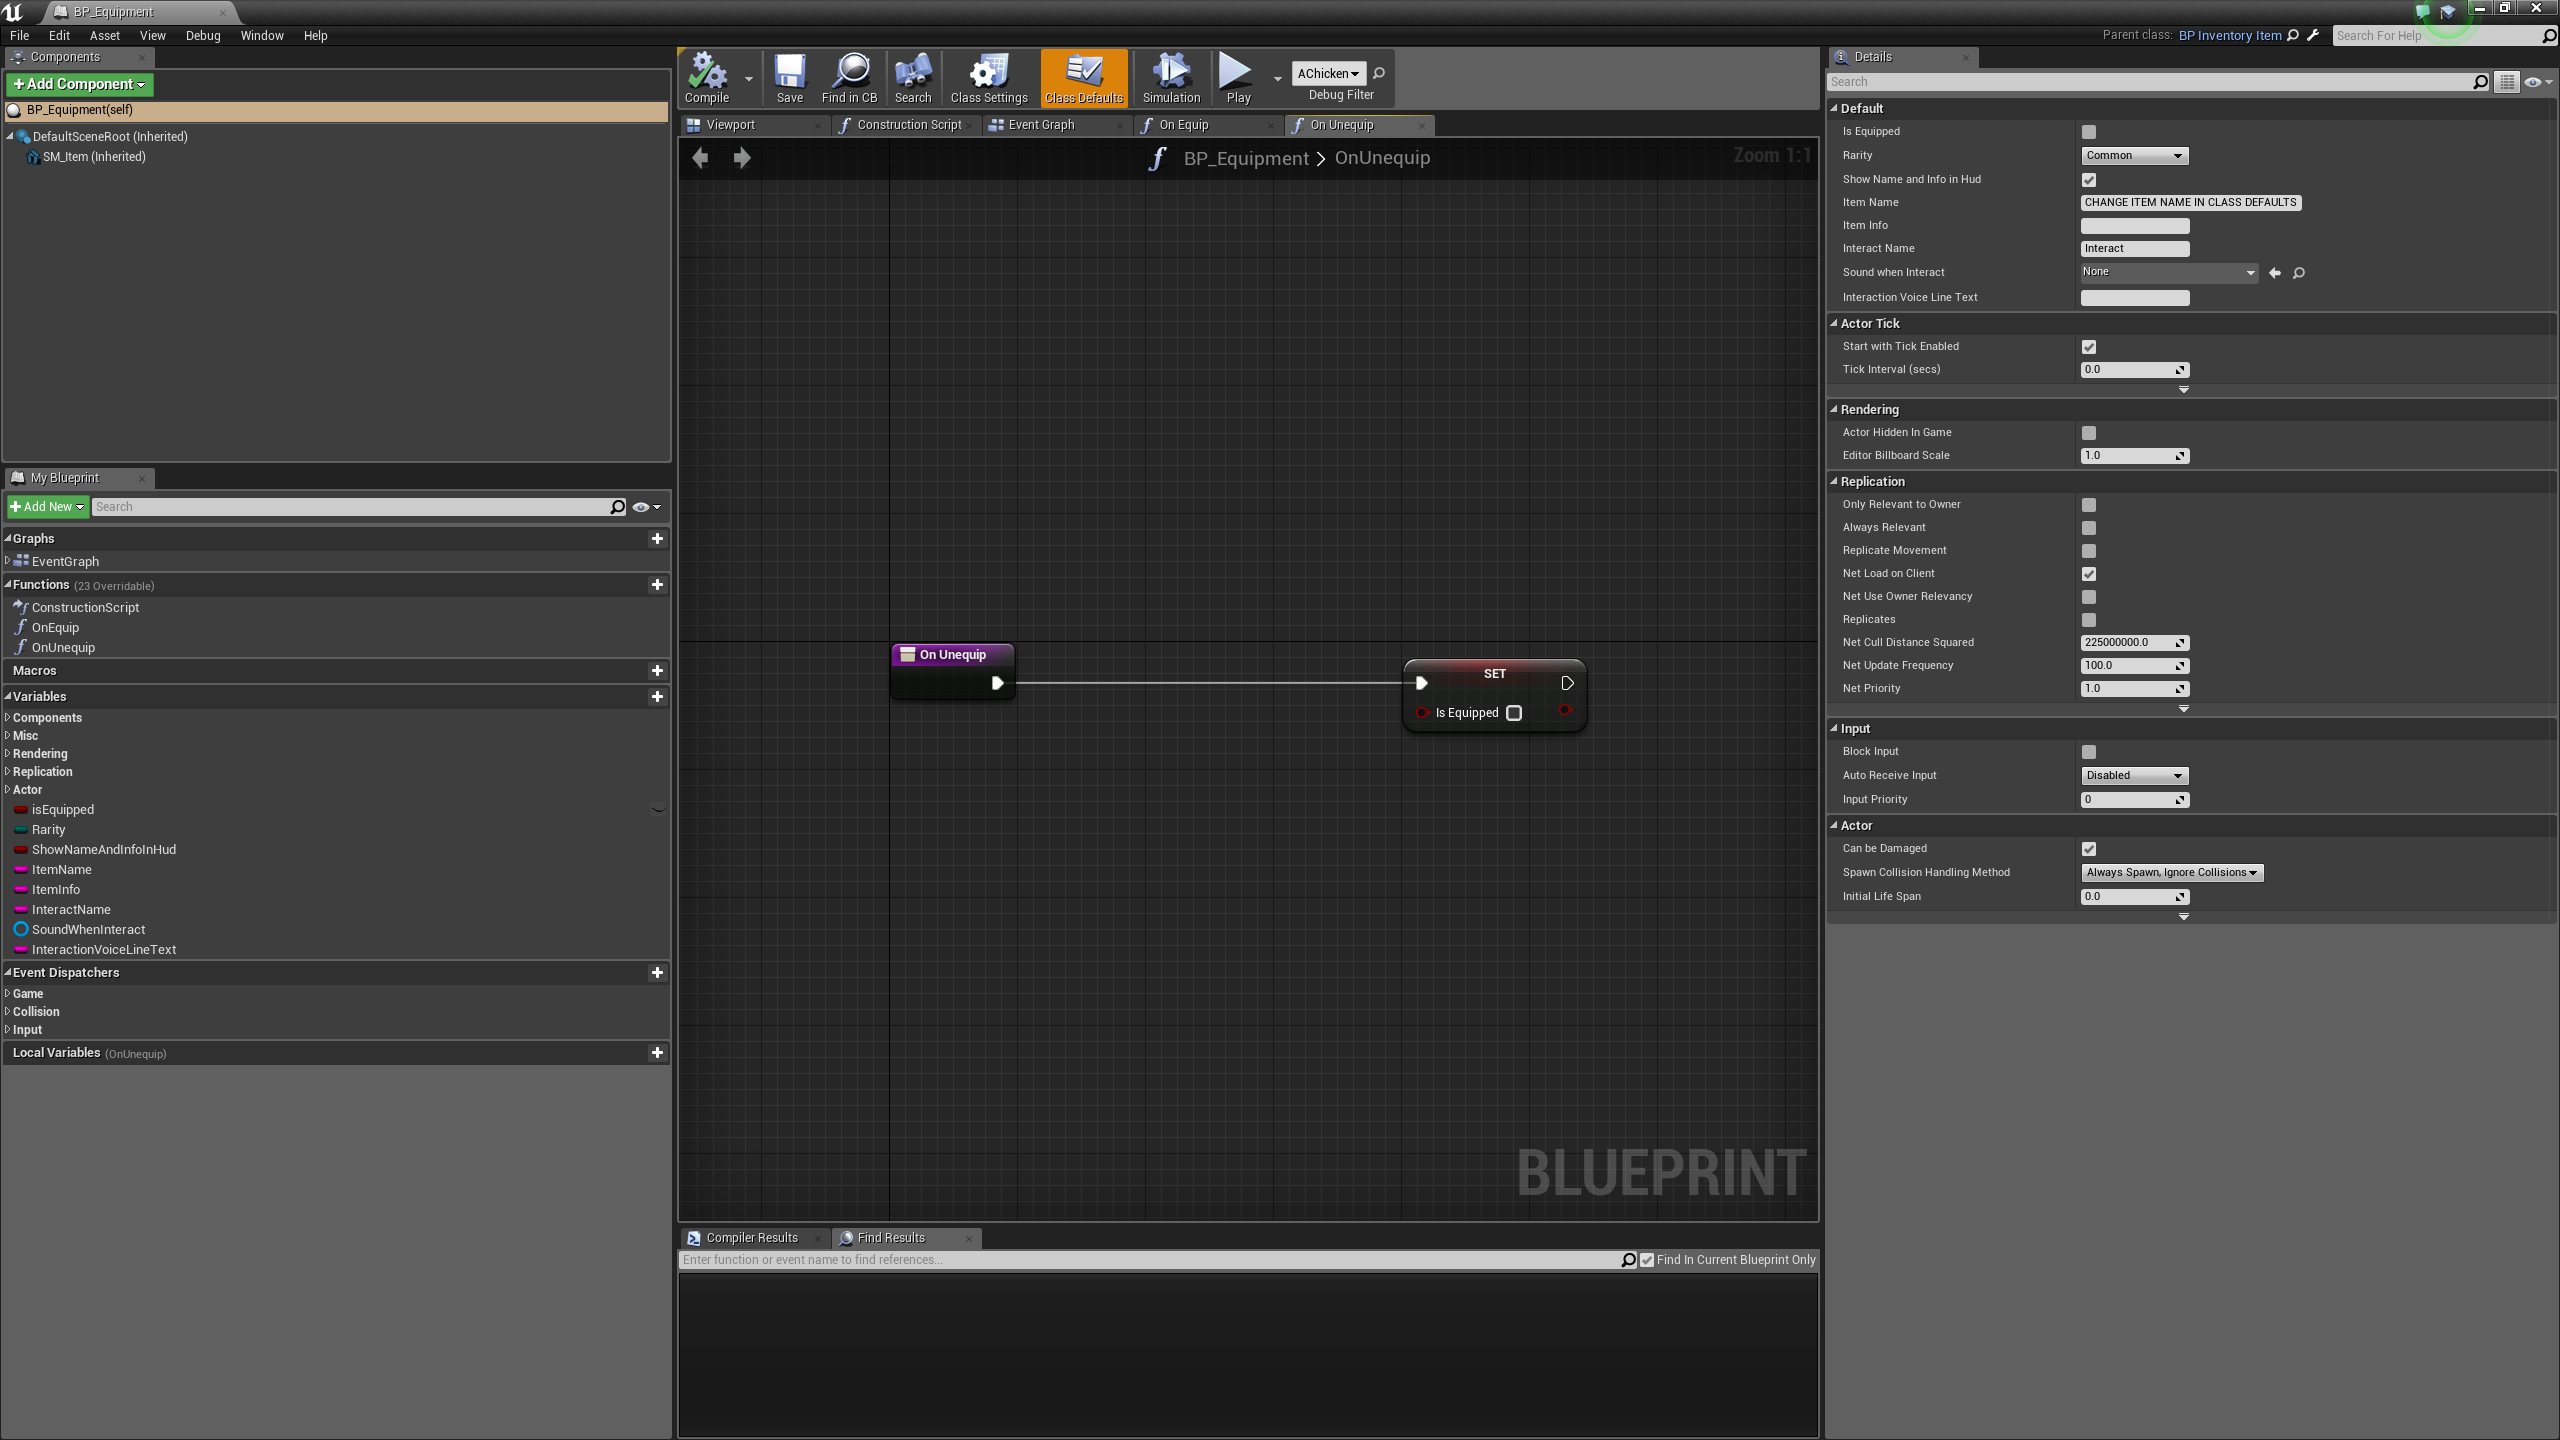 BP_Equipment
File Edit Asset View Debug Window Help
Parent class: BP Inventory Item
Search For Help
Components
+Add Component
BP_Equipment(self)
DefaultSceneRoot (Inherited)
SM_Item (Inherited)
My Blueprint
+Add New
Search
Graphs
EventGraph
Functions (23 Overridable)
ConstructionScript
OnEquip
OnUnequip
Macros
Variables
Components
Misc
Rendering
Replication
Actor
isEquipped
Rarity
ShowNameAndInfoInHud
ItemName
ItemInfo
InteractName
SoundWhenInteract
InteractionVoiceLineText
Event Dispatchers
Game
Collision
Input
Local Variables (OnUnequip)
Compile Save Find in CB Search Class Settings Class Defaults Simulation Play
AChicken
Debug Filter
Viewport Construction Script Event Graph On Equip On Unequip
BP_Equipment > OnUnequip
Zoom 1:1
On Unequip
SET
Is Equipped
BLUEPRINT
Compiler Results Find Results
Enter function or event name to find references...
Find In Current Blueprint Only
Details
Search
Default
Is Equipped
Rarity Common
Show Name and Info in Hud
Item Name CHANGE ITEM NAME IN CLASS DEFAULTS
Item Info
Interact Name Interact
Sound when Interact None
Interaction Voice Line Text
Actor Tick
Start with Tick Enabled
Tick Interval (secs) 0.0
Rendering
Actor Hidden In Game
Editor Billboard Scale 1.0
Replication
Only Relevant to Owner
Always Relevant
Replicate Movement
Net Load on Client
Net Use Owner Relevancy
Replicates
Net Cull Distance Squared 225000000.0
Net Update Frequency 100.0
Net Priority 1.0
Input
Block Input
Auto Receive Input Disabled
Input Priority 0
Actor
Can be Damaged
Spawn Collision Handling Method Always Spawn, Ignore Collisions
Initial Life Span 0.0